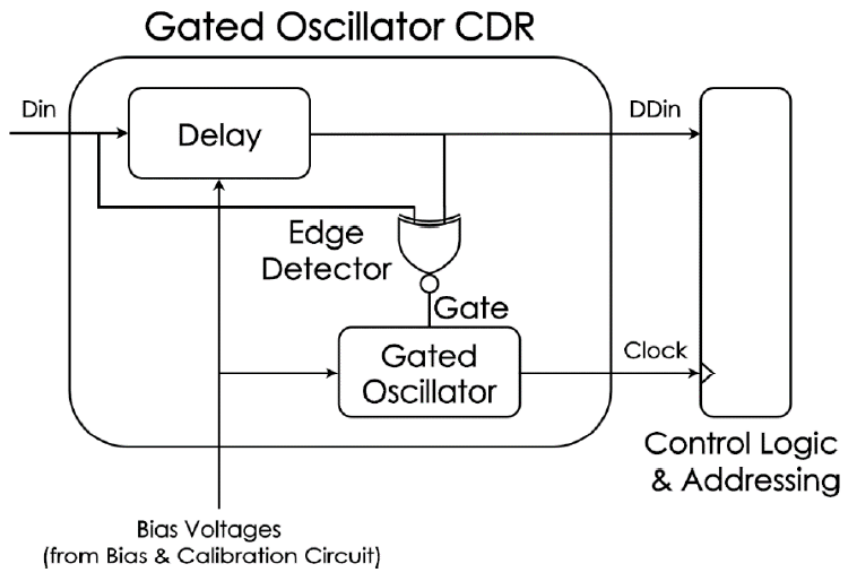 Gated Oscillator CDR
Din
Delay
DDin
Edge
Detector
Gate
Gated
Oscillator
Clock
Control Logic
& Addressing
Bias Voltages
(from Bias & Calibration Circuit)